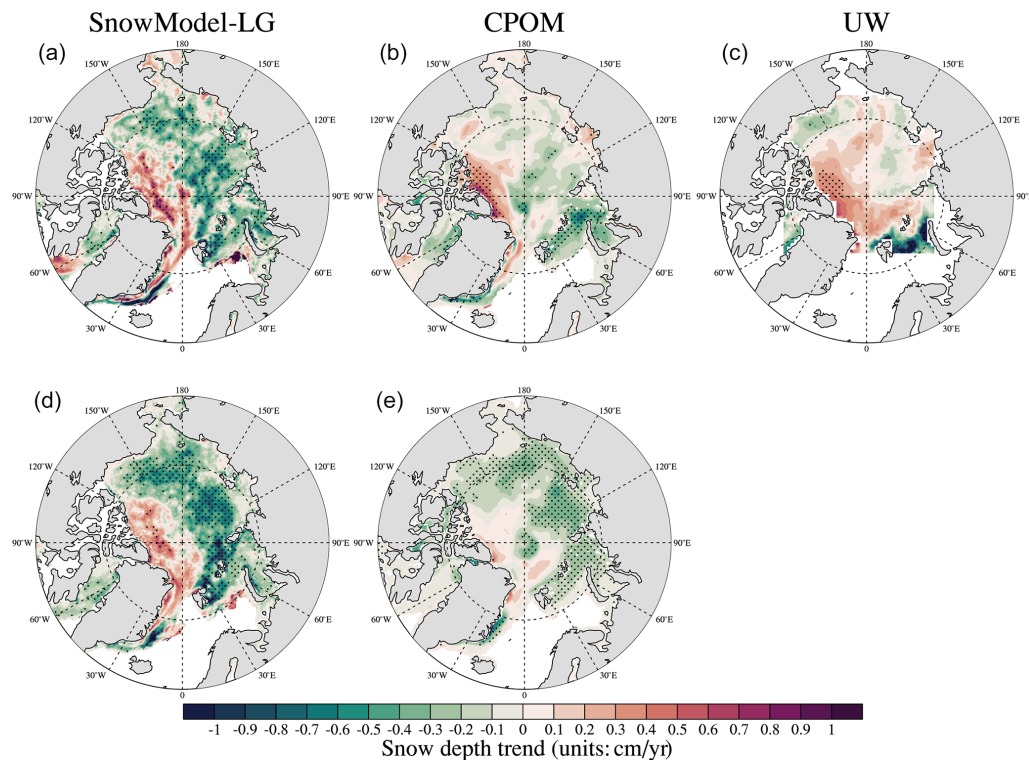 SnowModel-LG CPOM UW
(a) (b) (c)
180 180 180
150°W 150°E 150°W 150°E 150°W 150°E
120°W 120°E 120°W 120°E 120°W 120°E
90°W 90°E 90°W 90°E 90°W 90°E
60°W 60°E 60°W 60°E 60°W 60°E
30°W 30°E 30°W 30°E 30°W 30°E
0 0 0
(d) (e)
180 180
150°W 150°E 150°W 150°E
120°W 120°E 120°W 120°E
90°W 90°E 90°W 90°E
60°W 60°E 60°W 60°E
30°W 30°E 30°W 30°E
0 0
-1 -0.9 -0.8 -0.7 -0.6 -0.5 -0.4 -0.3 -0.2 -0.1 0 0.1 0.2 0.3 0.4 0.5 0.6 0.7 0.8 0.9 1
Snow depth trend (units: cm/yr)